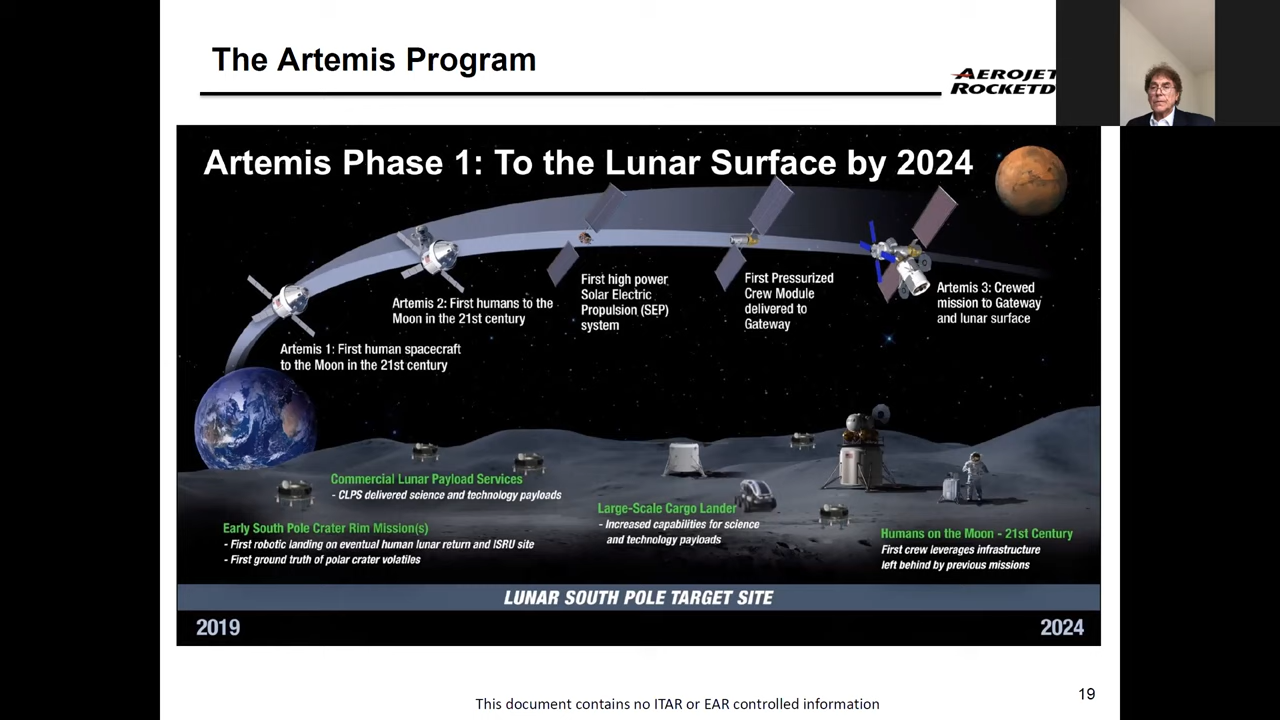 The Artemis Program
AEROJET
ROCKETD
Artemis Phase 1: To the Lunar Surface by 2024
Artemis 1: First human spacecraft
to the Moon in the 21st century
Artemis 2: First humans to the
Moon in the 21st century
First high power
Solar Electric
Propulsion (SEP)
system
First Pressurized
Crew Module
delivered to
Gateway
Artemis 3: Crewed
mission to Gateway
and lunar surface
Commercial Lunar Payload Services
- CLPS delivered science and technology payloads
Early South Pole Crater Rim Mission(s)
- First robotic landing on eventual human lunar return and ISRU site
- First ground truth of polar crater volatiles
Large-Scale Cargo Lander
- Increased capabilities for science
and technology payloads
Humans on the Moon - 21st Century
First crew leverages infrastructure
left behind by previous missions
LUNAR SOUTH POLE TARGET SITE
2019
2024
19
This document contains no ITAR or EAR controlled information